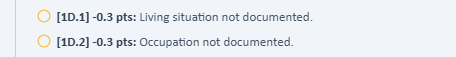 [1D.1] -0.3 pts: Living situation not documented.
[1D.2] -0.3 pts: Occupation not documented.